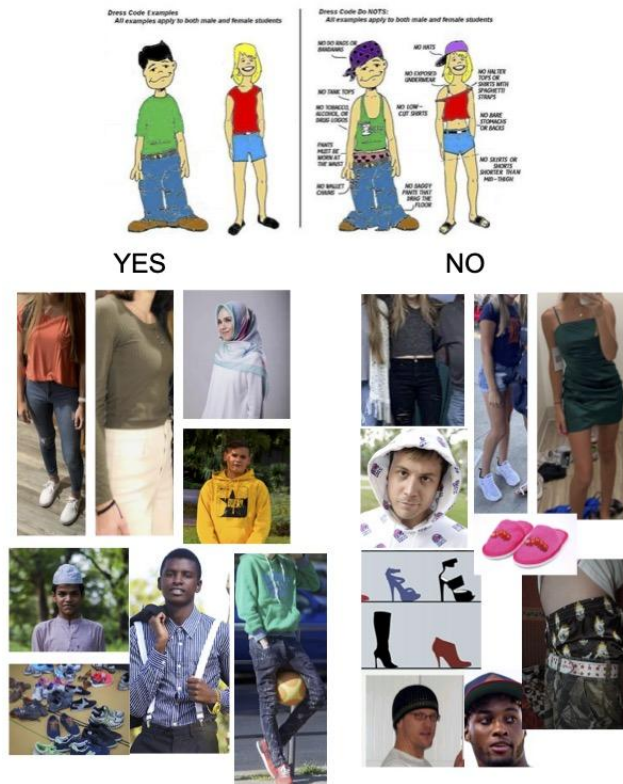 Dress Code Examples
All examples apply to both male and female students
Dress Code Do NOTS:
All examples apply to both male and female students
NO DO RAGS OR
BANDANAS
NO HATS
NO EXPOSED
UNDERWEAR
NO HALTER
TOPS OR
SHIRTS WITH
SPAGHETTI
STRAPS
NO TANK TOPS
NO TOBACCO,
ALCOHOL, OR
DRUG LOGOS
NO LOW-
CUT SHIRTS
NO BARE
STOMACHS
OR BACKS
PANTS
MUST BE
WORN AT
THE WAIST
NO SKIRTS OR
SHORTS
SHORTER THAN
MID-THIGH
NO WALLET
CHAINS
NO BAGGY
PANTS THAT
DRAG THE
FLOOR
YES
NO